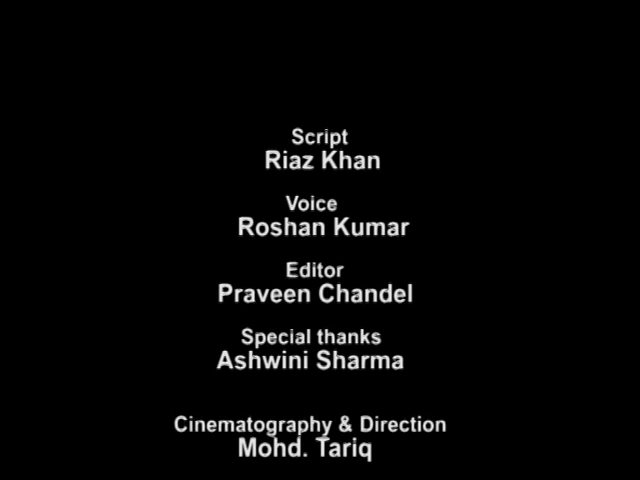 Script
Riaz Khan
Voice
Roshan Kumar
Editor
Praveen Chandel
Special thanks
Ashwini Sharma
Cinematography & Direction
Mohd. Tariq